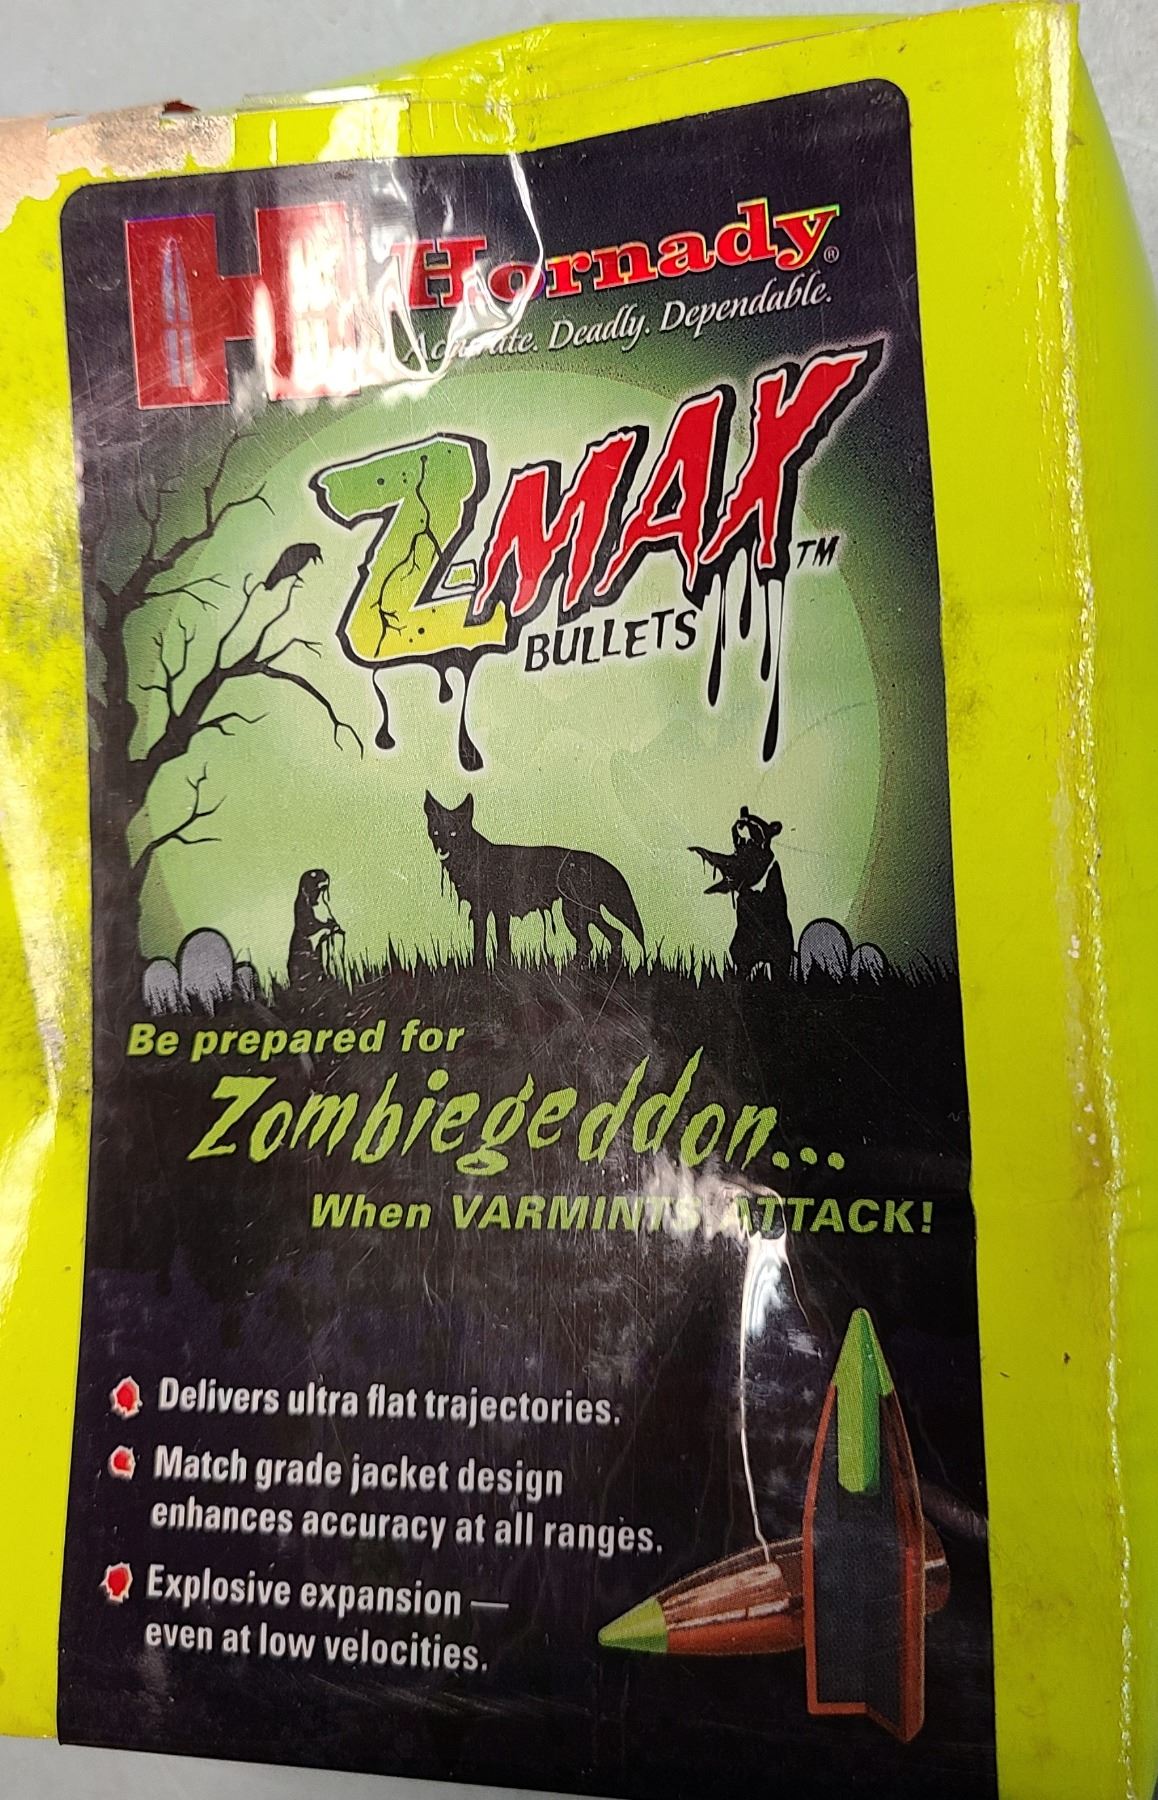 H Hornady®
Accurate. Deadly. Dependable.
Z-MAX™
BULLETS
Be prepared for
Zombiegeddon...
When VARMINTS ATTACK!
Delivers ultra flat trajectories.
Match grade jacket design
enhances accuracy at all ranges.
Explosive expansion —
even at low velocities.